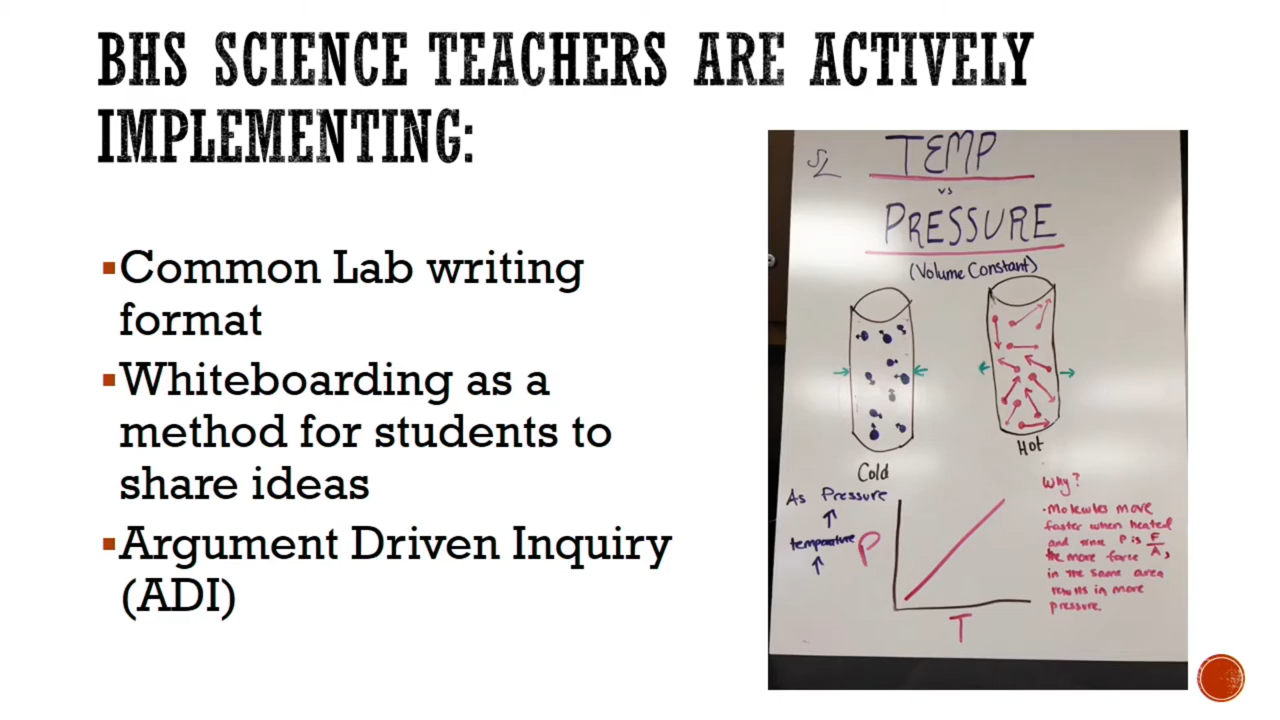 BHS SCIENCE TEACHERS ARE ACTIVELY
IMPLEMENTING:
▪Common Lab writing
format
▪Whiteboarding as a
method for students to
share ideas
▪Argument Driven Inquiry
(ADI)
SL
TEMP
vs
PRESSURE
(Volume Constant)
Cold
Hot
As Pressure
↑
temperature
↑
P
T
Why?
·Molecules move
faster when heated
and since P is F/A,
the more force
in the same area
results in more
pressure.